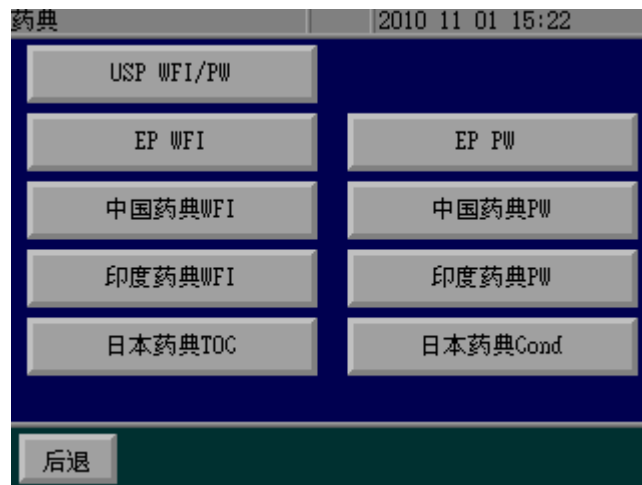 药典 2010 11 01 15:22
USP WFI/PW
EP WFI EP PW
中国药典WFI 中国药典PW
印度药典WFI 印度药典PW
日本药典TOC 日本药典Cond
后退